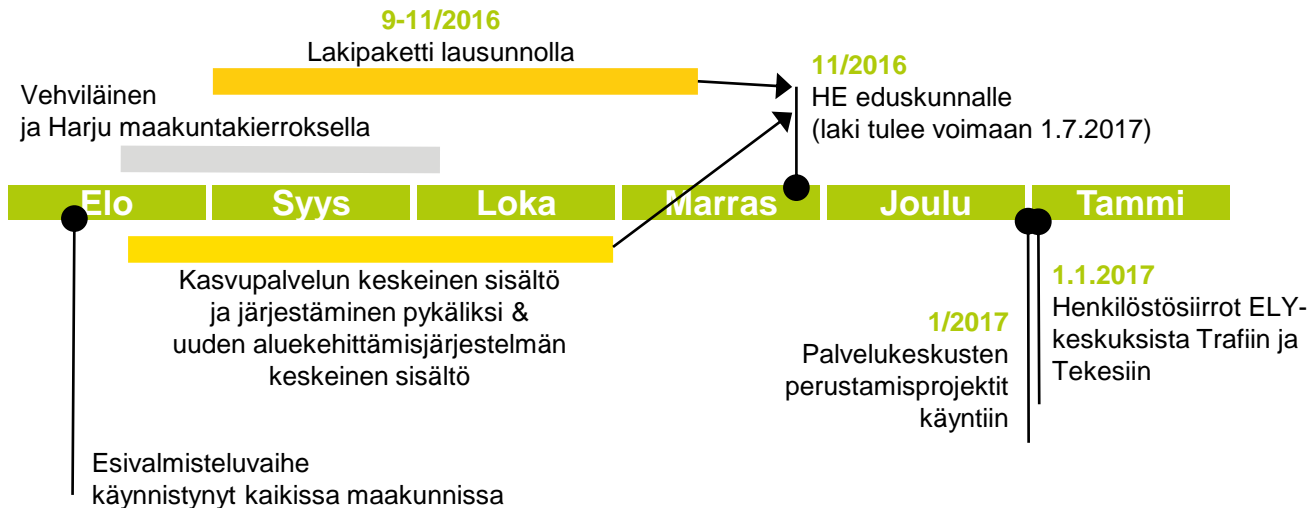 9-11/2016
Lakipaketti lausunnolla
11/2016
HE eduskunnalle
(laki tulee voimaan 1.7.2017)
Vehviläinen
ja Harju maakuntakierroksella
Elo
Syys
Loka
Marras
Joulu
Tammi
Kasvupalvelun keskeinen sisältö
ja järjestäminen pykäliksi &
uuden aluekehittämisjärjestelmän
keskeinen sisältö
1/2017
Palvelukeskusten
perustamisprojektit
käyntiin
1.1.2017
Henkilöstösiirrot ELY-
keskuksista Trafiin ja
Tekesiin
Esivalmisteluvaihe
käynnistynyt kaikissa maakunnissa